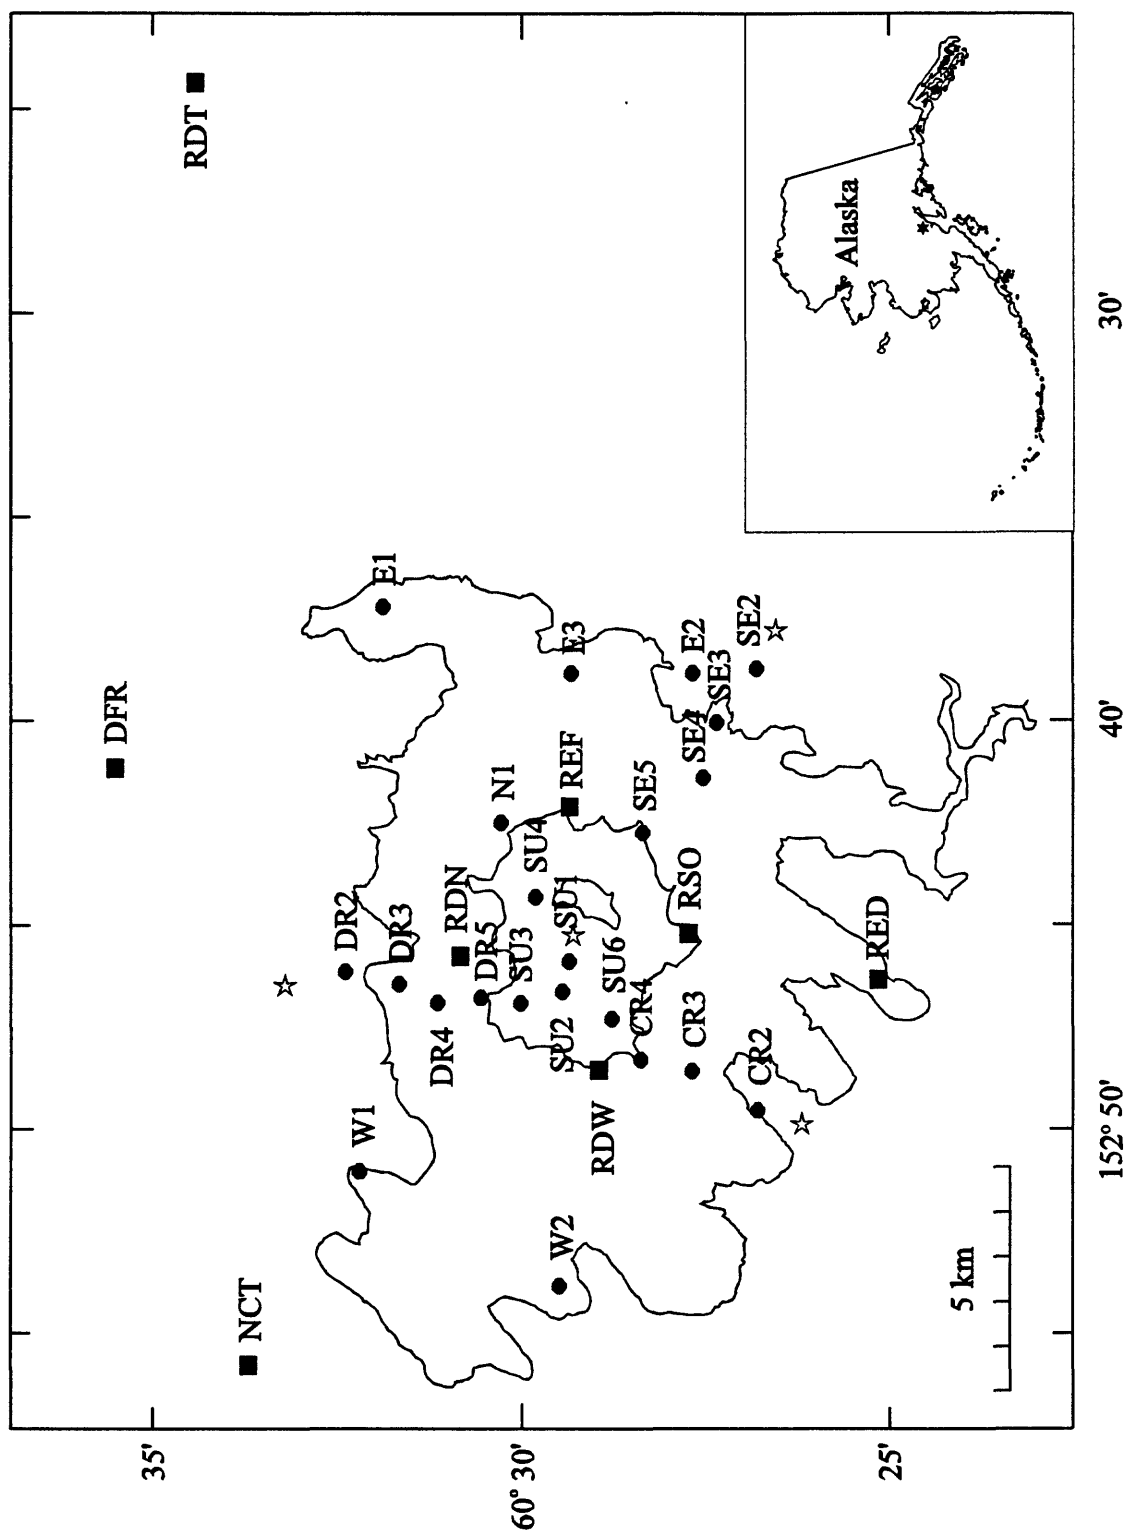 RDT
DFR
NCT
E1
W1
DR2
DR3
RDN
DR4
DR5
N1
SU4
SU3
SU1
REF
E3
SU2
W2
SU6
RDW
CR4
SE5
RSO
CR3
E2
SE4
SE3
SE2
CR2
RED
Alaska
5 km
35'
60° 30'
25'
152° 50'
40'
30'